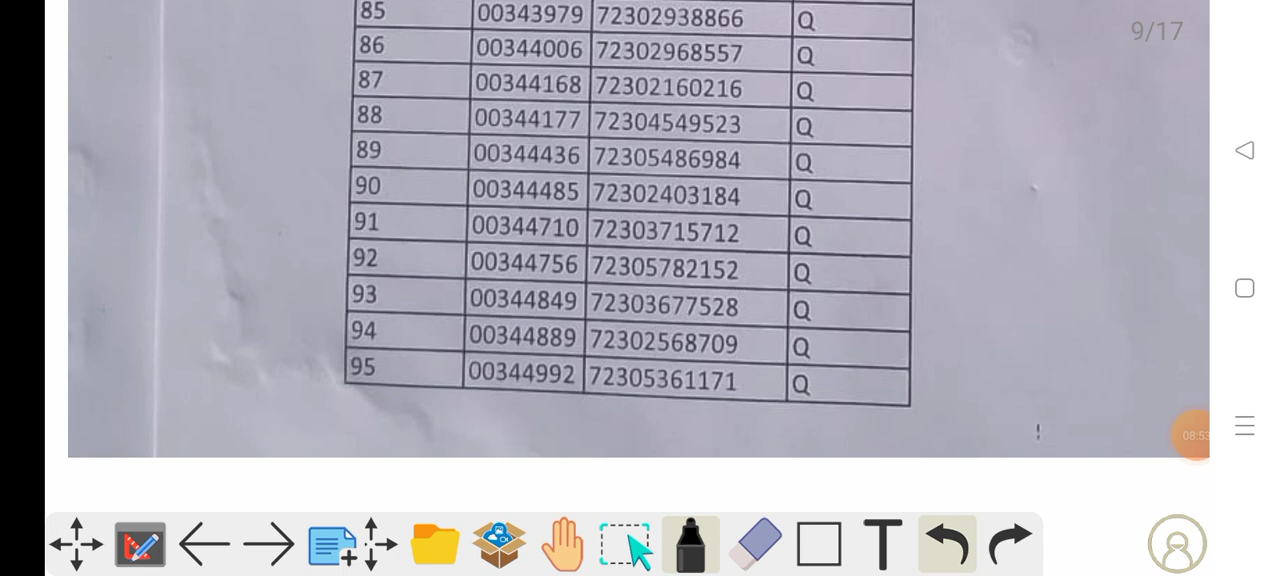 9/17
85 00343979 72302938866 Q
86 00344006 72302968557 Q
87 00344168 72302160216 Q
88 00344177 72304549523 Q
89 00344436 72305486984 Q
90 00344485 72302403184 Q
91 00344710 72303715712 Q
92 00344756 72305782152 Q
93 00344849 72303677528 Q
94 00344889 72302568709 Q
95 00344992 72305361171 Q
08:53
T